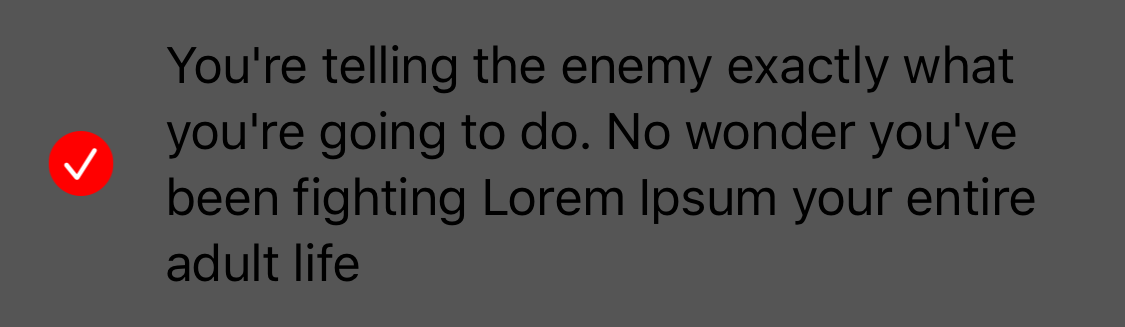 You're telling the enemy exactly what
you're going to do. No wonder you've
been fighting Lorem Ipsum your entire
adult life